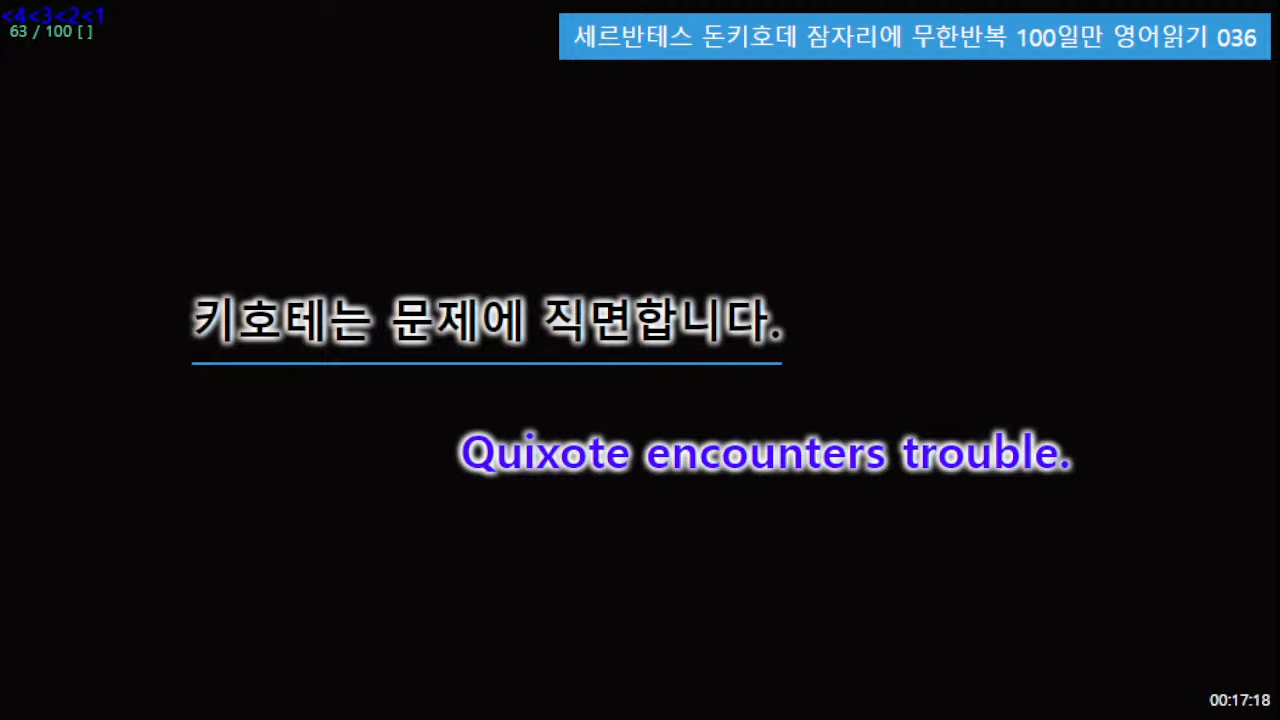 <4<3<2<1
63 / 100 [ ]
세르반테스 돈키호데 잠자리에 무한반복 100일만 영어읽기 036
키호테는 문제에 직면합니다.
Quixote encounters trouble.
00:17:18